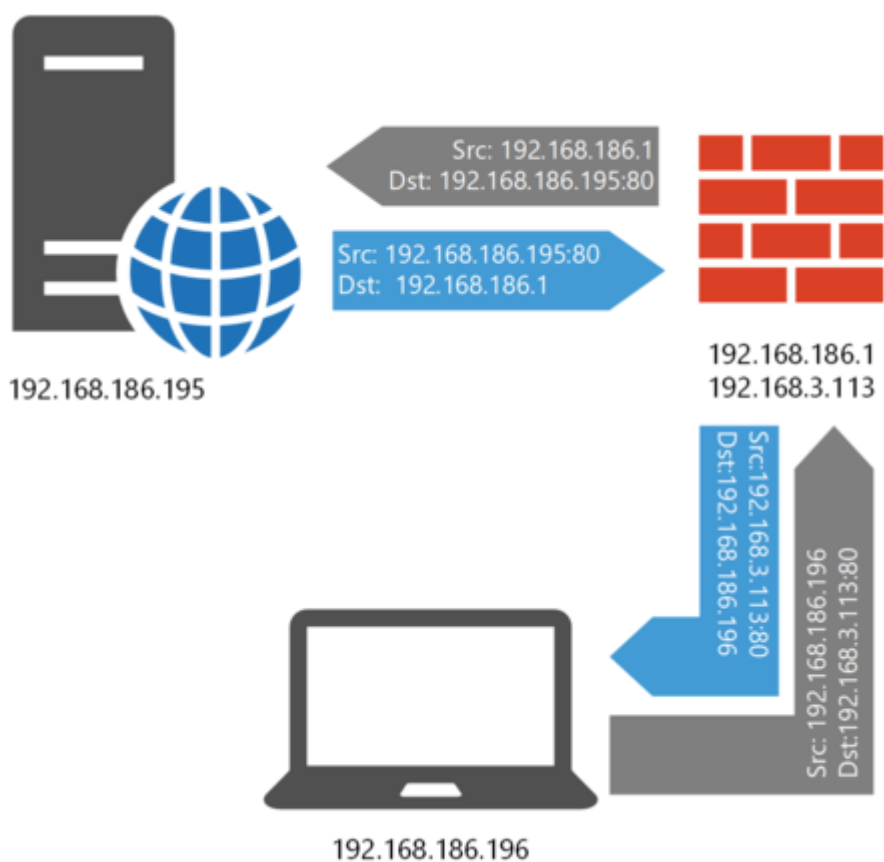 Src: 192.168.186.1
Dst: 192.168.186.195:80
Src: 192.168.186.195:80
Dst: 192.168.186.1
192.168.186.195
192.168.186.1
192.168.3.113
Src:192.168.3.113:80
Dst:192.168.186.196
Src: 192.168.186.196
Dst:192.168.3.113:80
192.168.186.196